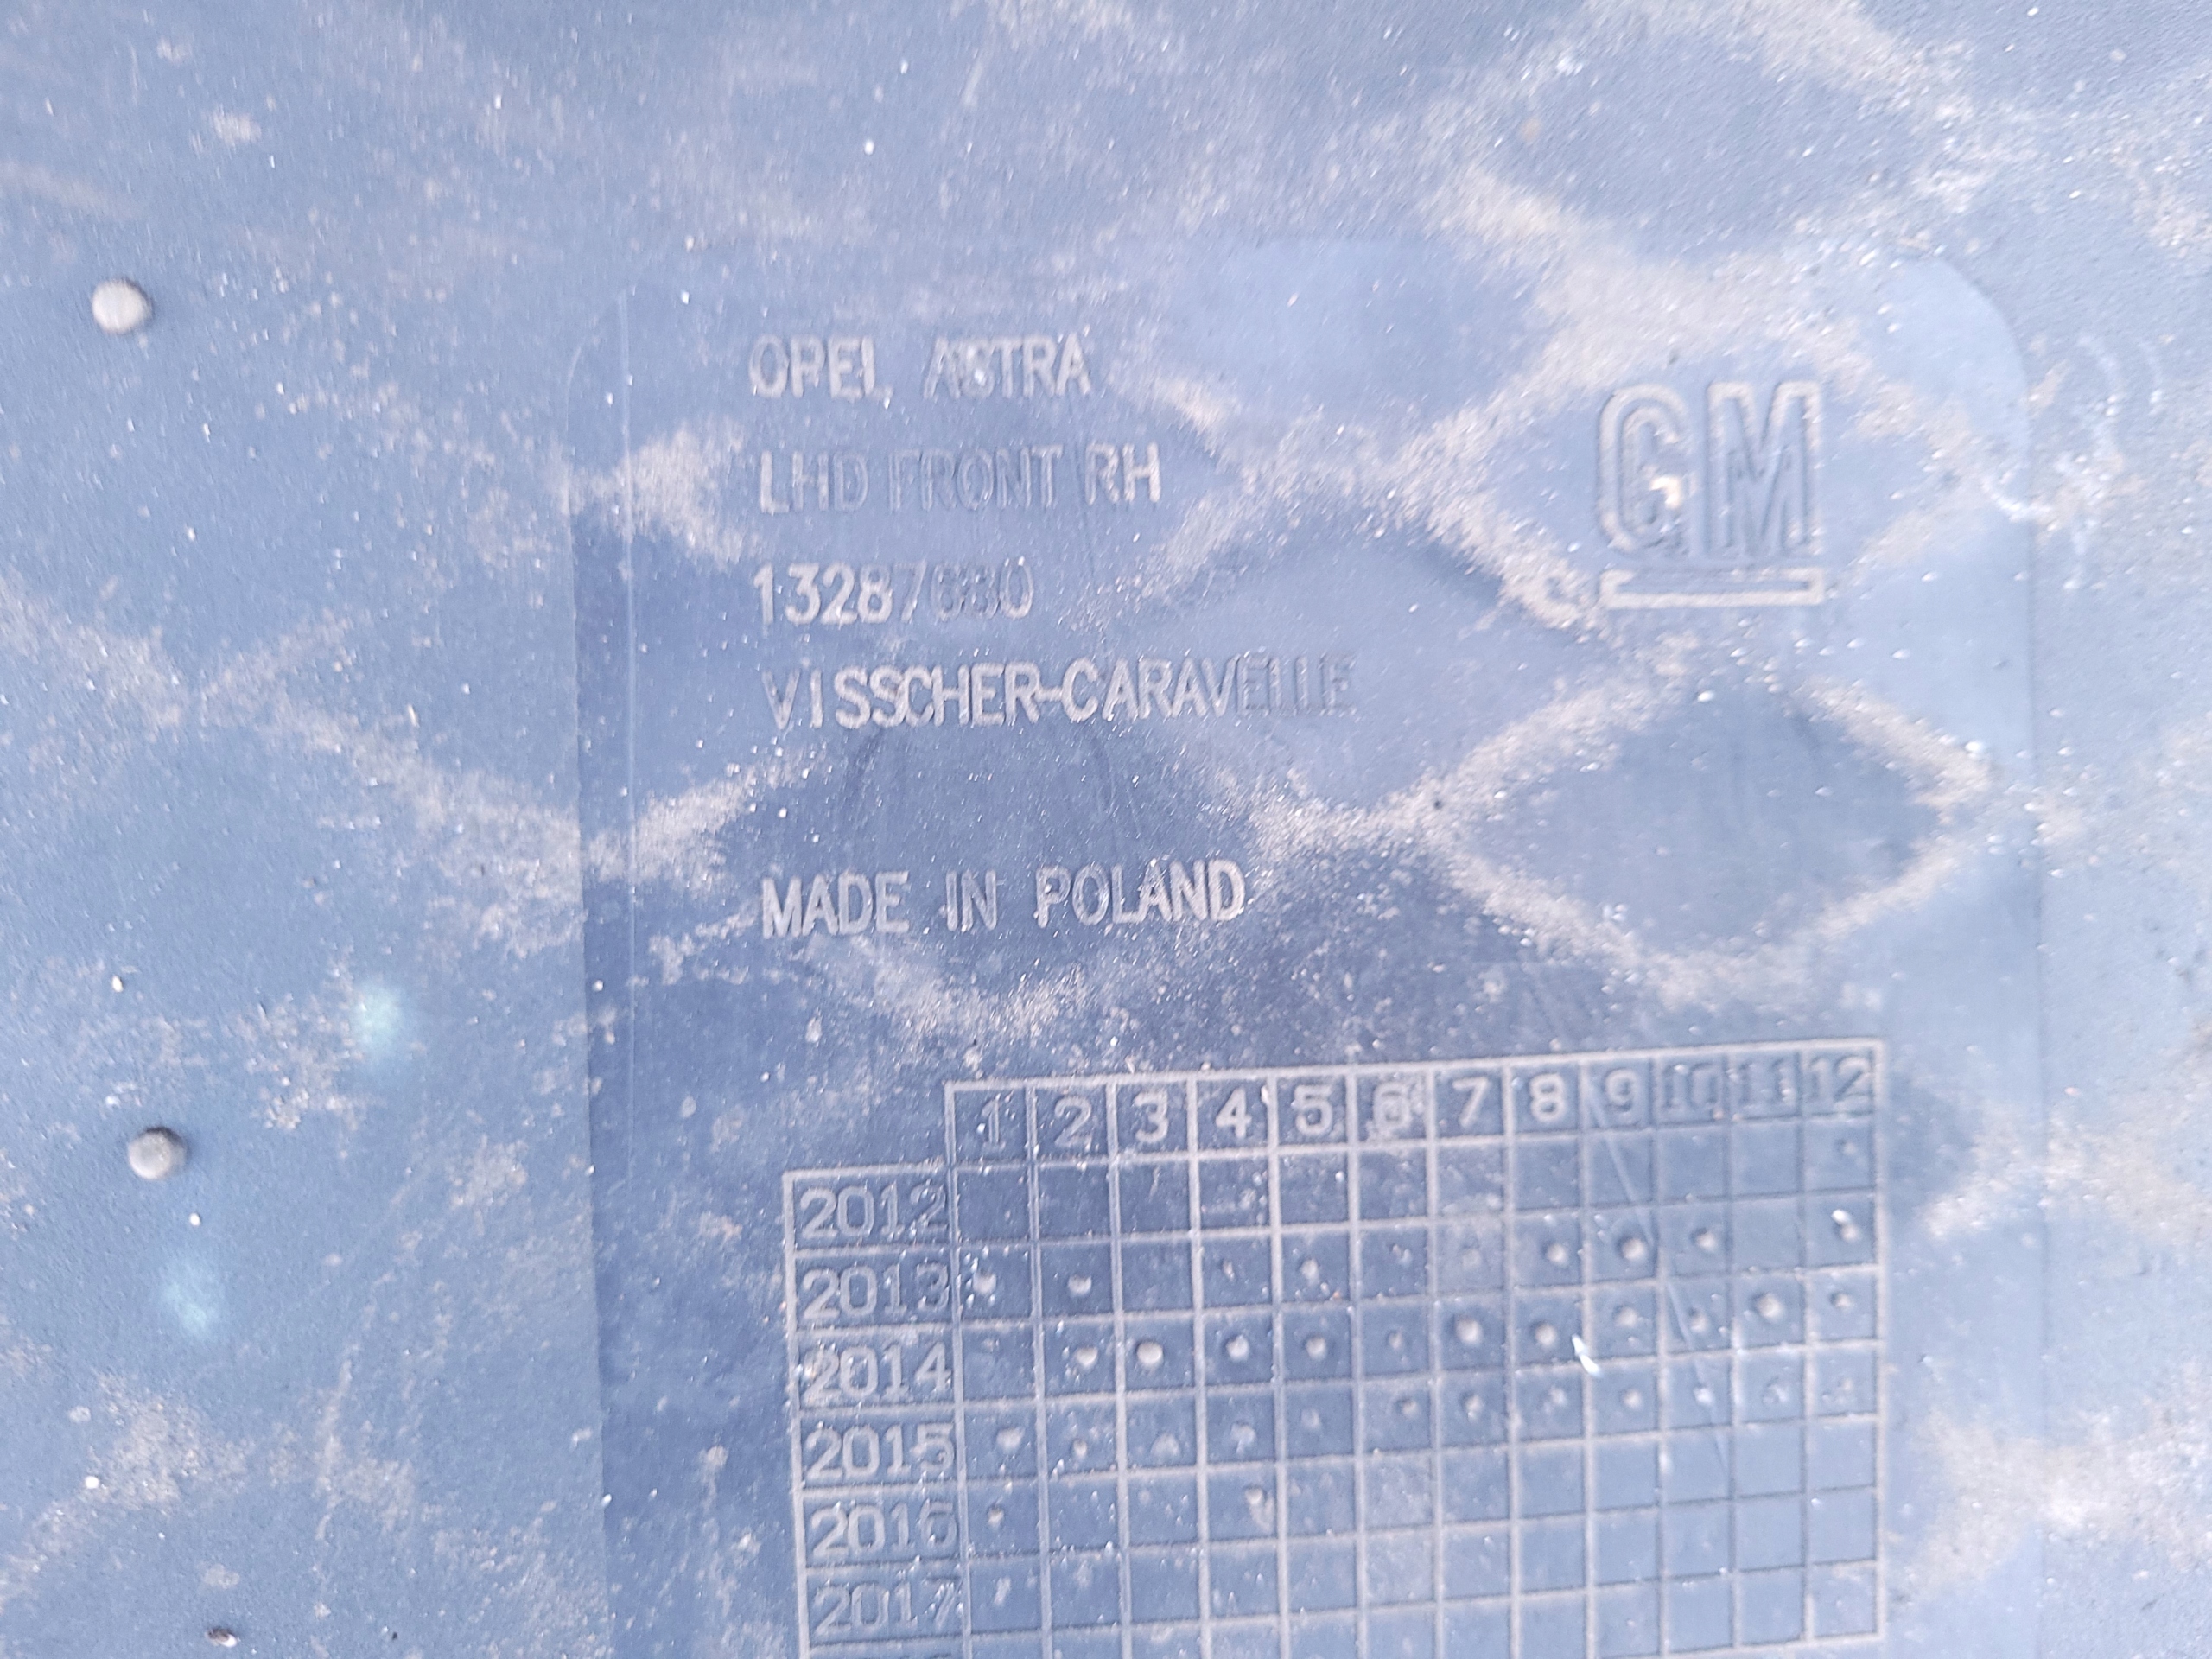 OPEL ASTRA
LHD FRONT RH
GM
13287680
VISSCHER-CARAVELLE
MADE IN POLAND
1 2 3 4 5 6 7 8 9 10 11 12
2012
2013
2014
2015
2016
2017